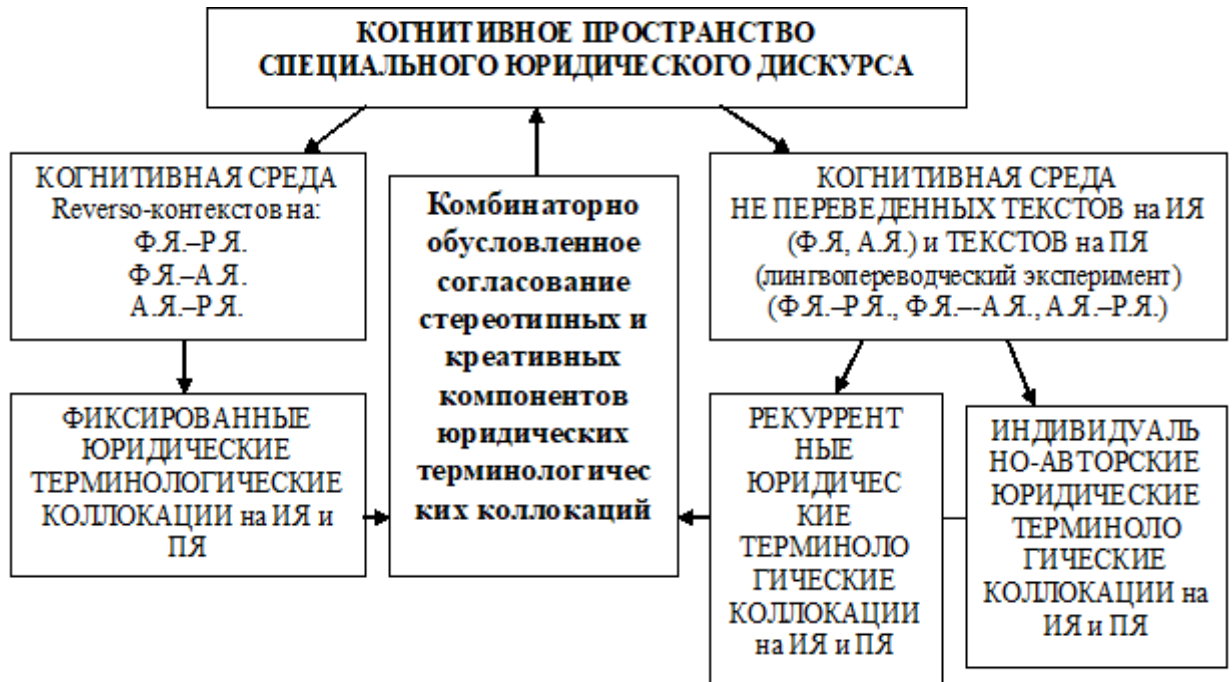 КОГНИТИВНОЕ ПРОСТРАНСТВО
СПЕЦИАЛЬНОГО ЮРИДИЧЕСКОГО ДИСКУРСА
КОГНИТИВНАЯ СРЕДА
Reverso-контекстов на:
Ф.Я.–Р.Я.
Ф.Я.–А.Я.
А.Я.–Р.Я.
Комбинаторно
обусловленное
согласование
стереотипных и
креативных
компонентов
юридических
терминологичес
ких коллокаций
КОГНИТИВНАЯ СРЕДА
НЕ ПЕРЕВЕДЕННЫХ ТЕКСТОВ на ИЯ
(Ф.Я, А.Я.) и ТЕКСТОВ на ПЯ
(лингвопереводческий эксперимент)
(Ф.Я.–Р.Я., Ф.Я.–-А.Я., А.Я.–Р.Я.)
ФИКСИРОВАННЫЕ
ЮРИДИЧЕСКИЕ
ТЕРМИНОЛОГИЧЕСКИЕ
КОЛЛОКАЦИИ на ИЯ и
ПЯ
РЕКУРРЕНТ
НЫЕ
ЮРИДИЧЕС
КИЕ
ТЕРМИНОЛО
ГИЧЕСКИЕ
КОЛЛОКАЦИИ
на ИЯ и ПЯ
ИНДИВИДУАЛЬ
НО-АВТОРСКИЕ
ЮРИДИЧЕСКИЕ
ТЕРМИНОЛО
ГИЧЕСКИЕ
КОЛЛОКАЦИИ на
ИЯ и ПЯ